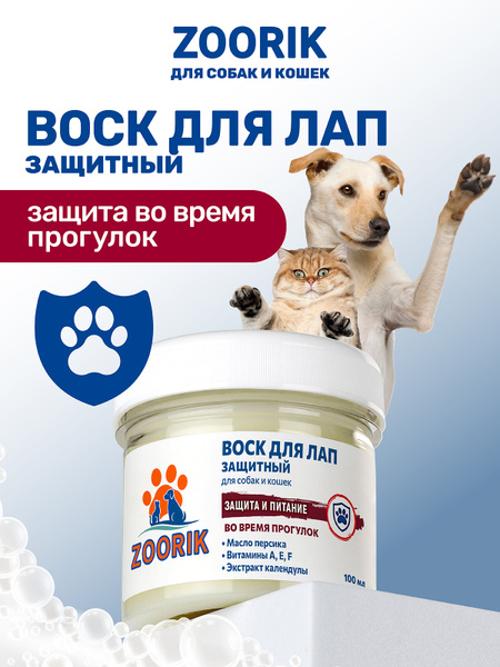 ZOORIK
ДЛЯ СОБАК И КОШЕК
ВОСК ДЛЯ ЛАП
ЗАЩИТНЫЙ
защита во время
прогулок
ВОСК ДЛЯ ЛАП
ЗАЩИТНЫЙ
для собак и кошек
ЗАЩИТА И ПИТАНИЕ
ВО ВРЕМЯ ПРОГУЛОК
• Масло персика
• Витамины A, E, F
• Экстракт календулы
ZOORIK
100 мл